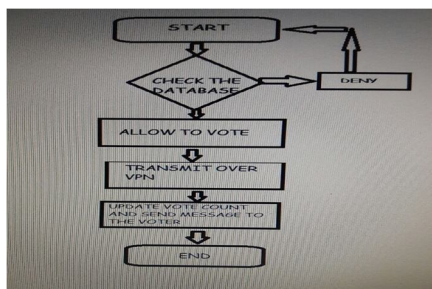 START
CHECK THE
DATABASE
DENY
ALLOW TO VOTE
TRANSMIT OVER
VPN
UPDATE VOTE COUNT
AND SEND MESSAGE TO
THE VOTER
END